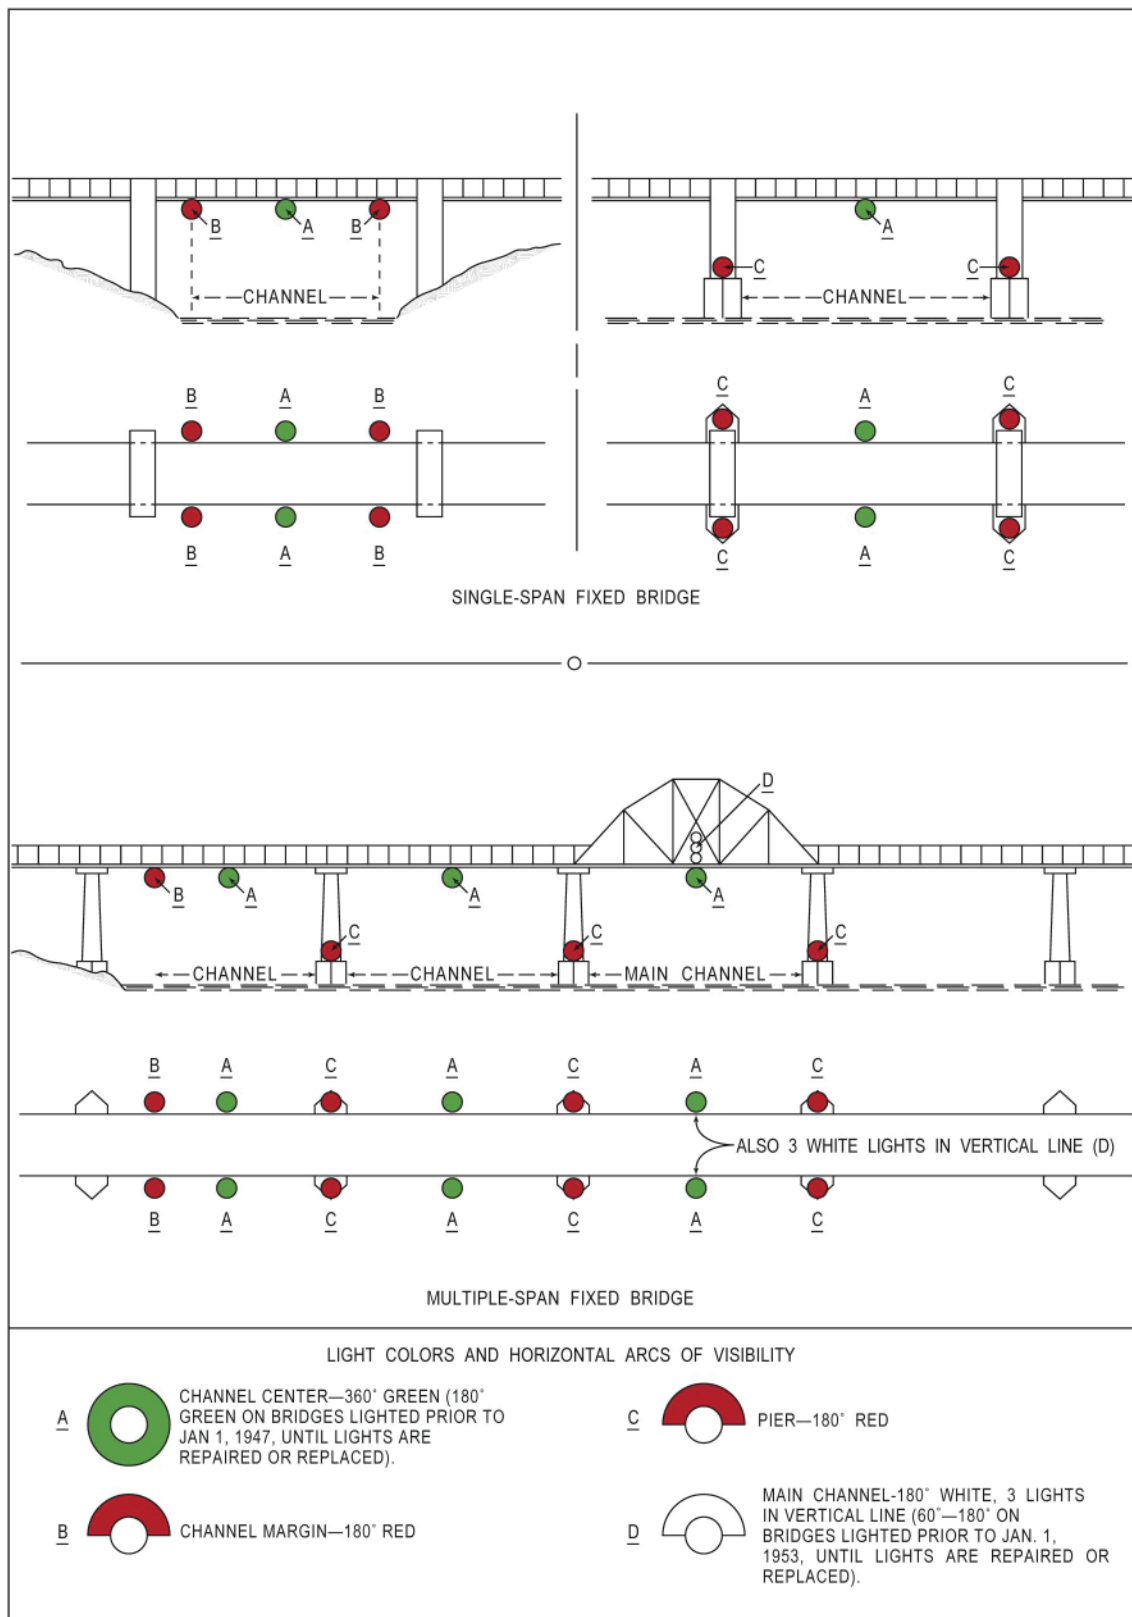 B A B
CHANNEL
A
C C
CHANNEL
B A B
B A B
C A C
C A C
SINGLE-SPAN FIXED BRIDGE
D
B A A A
C C C
CHANNEL CHANNEL MAIN CHANNEL
B A C A C A C
ALSO 3 WHITE LIGHTS IN VERTICAL LINE (D)
B A C A C A C
MULTIPLE-SPAN FIXED BRIDGE
LIGHT COLORS AND HORIZONTAL ARCS OF VISIBILITY
A
CHANNEL CENTER—360° GREEN (180°
GREEN ON BRIDGES LIGHTED PRIOR TO
JAN 1, 1947, UNTIL LIGHTS ARE
REPAIRED OR REPLACED).
B
CHANNEL MARGIN—180° RED
C
PIER—180° RED
D
MAIN CHANNEL-180° WHITE, 3 LIGHTS
IN VERTICAL LINE (60°—180° ON
BRIDGES LIGHTED PRIOR TO JAN. 1,
1953, UNTIL LIGHTS ARE REPAIRED OR
REPLACED).